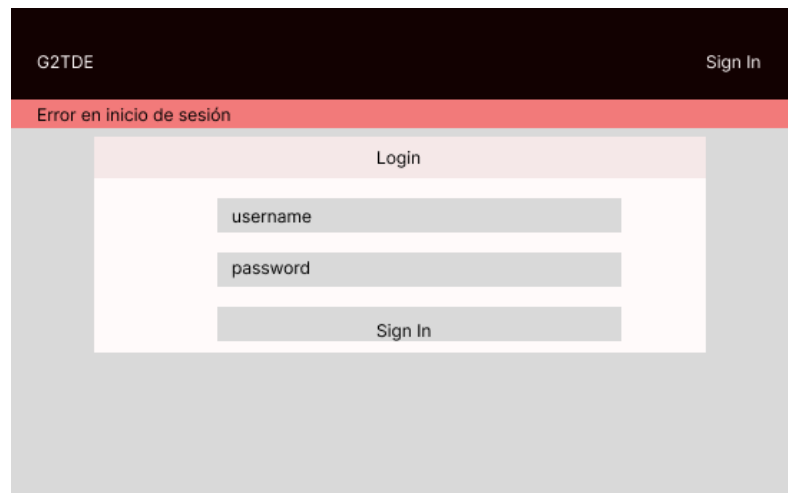 G2TDE Sign In
Error en inicio de sesión
Login
username
password
Sign In